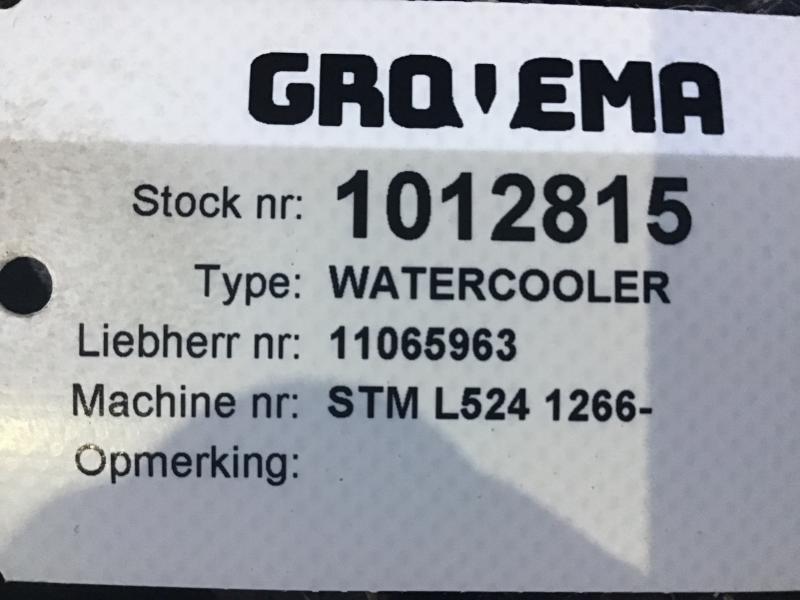 GRO'EMA
Stock nr: 1012815
Type: WATERCOOLER
Liebherr nr: 11065963
Machine nr: STM L524 1266-
Opmerking: